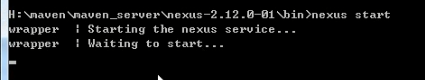 H:\maven\maven_server\nexus-2.12.0-01\bin>nexus start
wrapper  | Starting the nexus service...
wrapper  | Waiting to start...